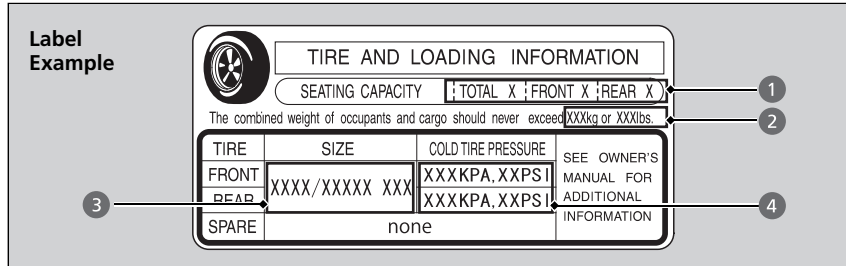 Label
Example
TIRE AND LOADING INFORMATION
SEATING CAPACITY TOTAL X FRONT X REAR X
1
The combined weight of occupants and cargo should never exceed XXXkg or XXXlbs.
2
TIRE SIZE COLD TIRE PRESSURE SEE OWNER'S MANUAL FOR ADDITIONAL INFORMATION
FRONT XXXX/XXXXX XXX XXXKPA,XXPSI
3
REAR XXXKPA,XXPSI
4
SPARE none